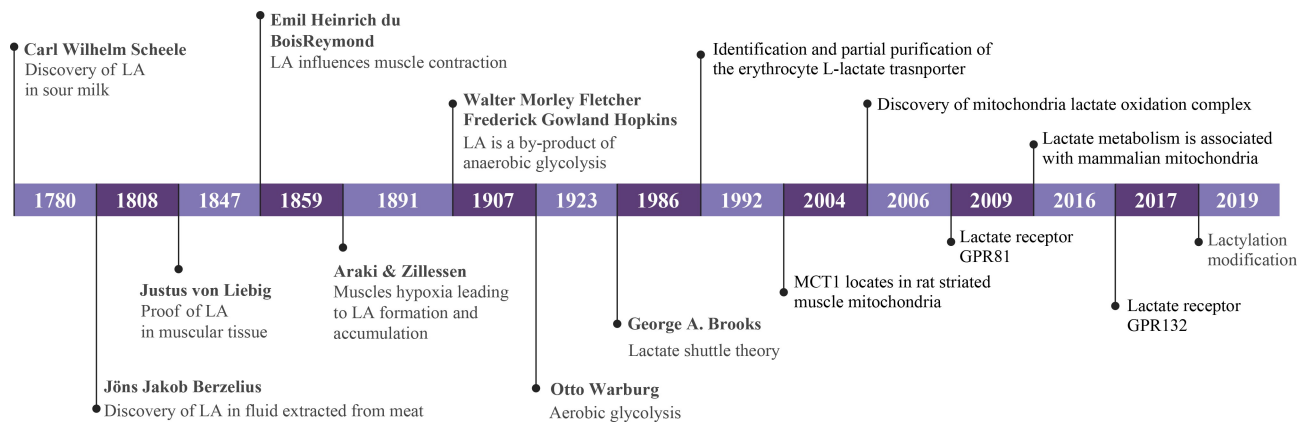 Carl Wilhelm Scheele
Discovery of LA
in sour milk
Emil Heinrich du
BoisReymond
LA influences muscle contraction
Walter Morley Fletcher
Frederick Gowland Hopkins
LA is a by-product of
anaerobic glycolysis
Identification and partial purification of
the erythrocyte L-lactate trasnporter
Discovery of mitochondria lactate oxidation complex
Lactate metabolism is associated
with mammalian mitochondria
1780 1808 1847 1859 1891 1907 1923 1986 1992 2004 2006 2009 2016 2017 2019
Jöns Jakob Berzelius
Discovery of LA in fluid extracted from meat
Justus von Liebig
Proof of LA
in muscular tissue
Araki & Zillessen
Muscles hypoxia leading
to LA formation and
accumulation
Otto Warburg
Aerobic glycolysis
George A. Brooks
Lactate shuttle theory
MCT1 locates in rat striated
muscle mitochondria
Lactate receptor
GPR81
Lactate receptor
GPR132
Lactylation
modification